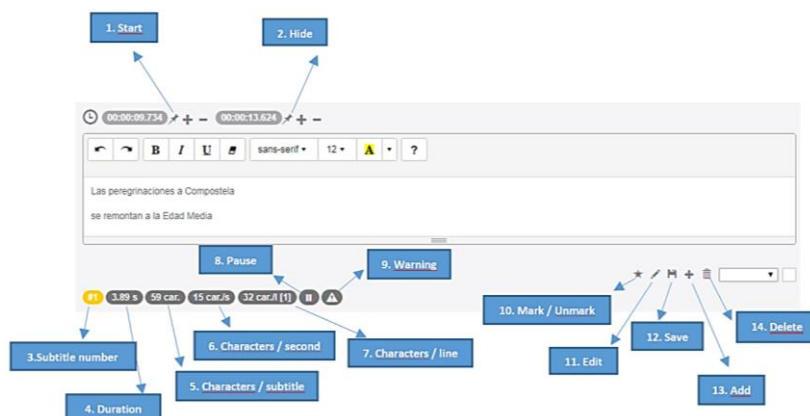 1. Start
2. Hide
00:00:09.734
00:00:13.624
B I U sans-serif 12 A ?
Las peregrinaciones a Compostela
se remontan a la Edad Media
8. Pause
9. Warning
#1 3.89 s 59 car. 15 car./s 32 car./l [1]
10. Mark / Unmark
14. Delete
12. Save
6. Characters / second
7. Characters / line
3.Subtitle number
11. Edit
5. Characters / subtitle
13. Add
4. Duration